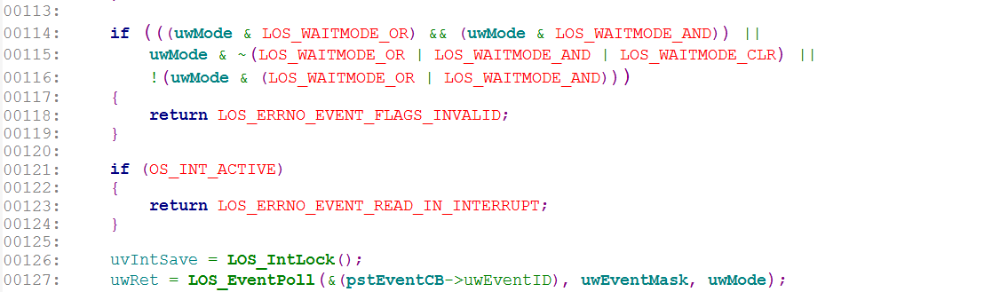 00113:
00114: if (((uwMode & LOS_WAITMODE_OR) && (uwMode & LOS_WAITMODE_AND)) ||
00115: uwMode & ~(LOS_WAITMODE_OR | LOS_WAITMODE_AND | LOS_WAITMODE_CLR) ||
00116: !(uwMode & (LOS_WAITMODE_OR | LOS_WAITMODE_AND)))
00117: {
00118: return LOS_ERRNO_EVENT_FLAGS_INVALID;
00119: }
00120:
00121: if (OS_INT_ACTIVE)
00122: {
00123: return LOS_ERRNO_EVENT_READ_IN_INTERRUPT;
00124: }
00125:
00126: uvIntSave = LOS_IntLock();
00127: uwRet = LOS_EventPoll(&(pstEventCB->uwEventID), uwEventMask, uwMode);